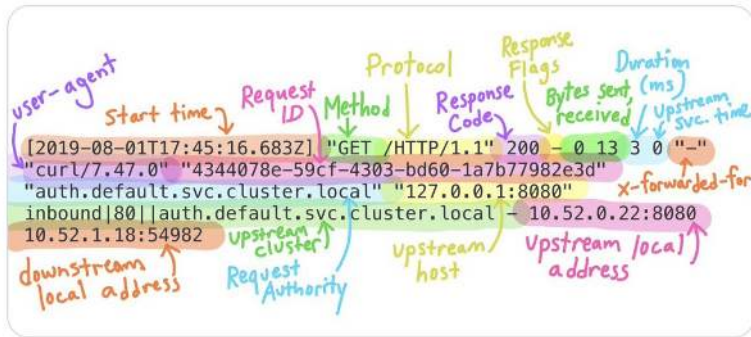 user-agent
Start time
Request ID
Method
Protocol
Response Code
Response Flags
Bytes sent, received
Duration (ms)
upstream svc. time
[2019-08-01T17:45:16.683Z] "GET /HTTP/1.1" 200 - 0 13 3 0 "-"
"curl/7.47.0" "4344078e-59cf-4303-bd60-1a7b77982e3d"
x-forwarded-for
"auth.default.svc.cluster.local" "127.0.0.1:8080"
inbound|80||auth.default.svc.cluster.local - 10.52.0.22:8080
10.52.1.18:54982
downstream local address
upstream cluster
Request Authority
upstream host
upstream local address